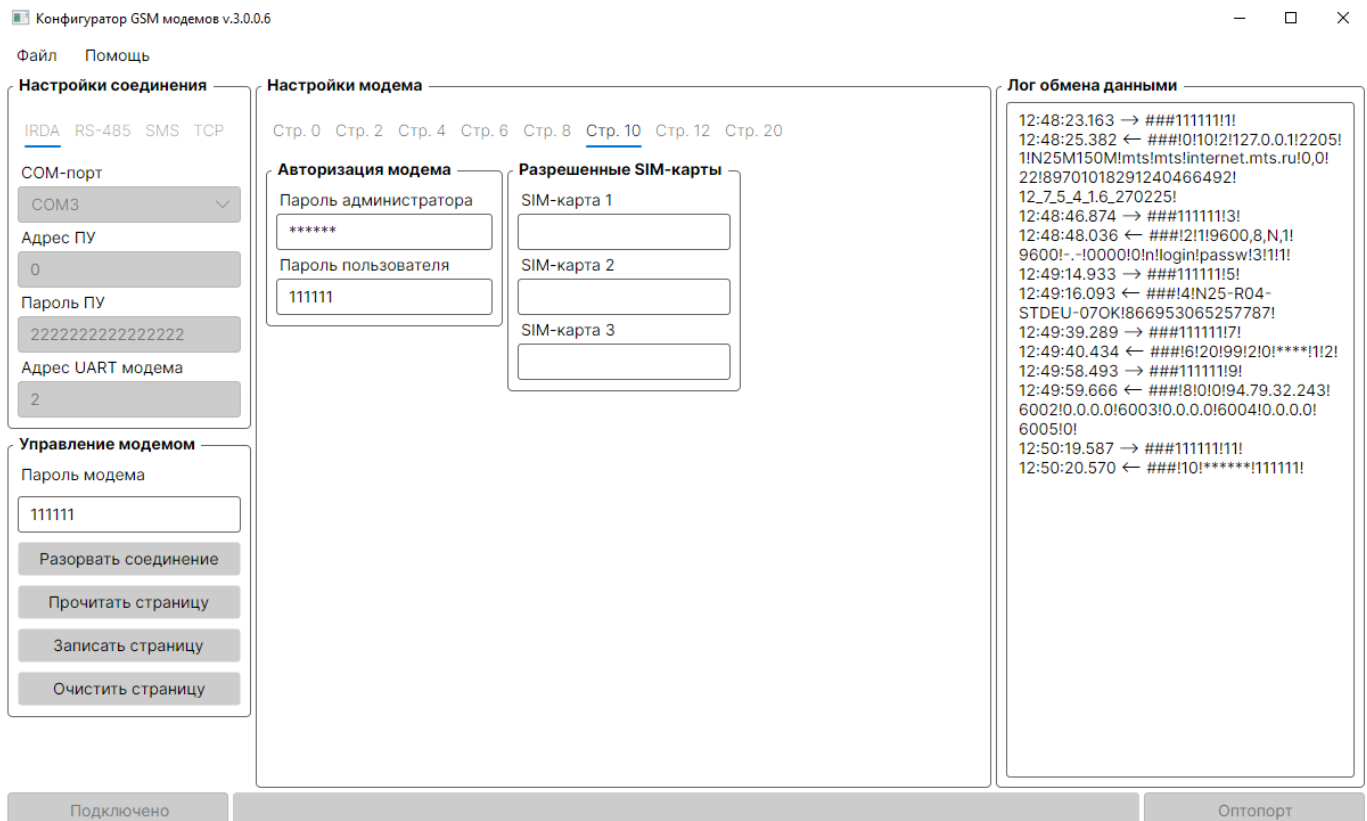 Конфигуратор GSM модемов v.3.0.0.6
Файл Помощь
Настройки соединения
IRDA RS-485 SMS TCP
COM-порт
COM3
Адрес ПУ
0
Пароль ПУ
2222222222222222
Адрес UART модема
2
Управление модемом
Пароль модема
111111
Разорвать соединение
Прочитать страницу
Записать страницу
Очистить страницу
Настройки модема
Стр. 0 Стр. 2 Стр. 4 Стр. 6 Стр. 8 Стр. 10 Стр. 12 Стр. 20
Авторизация модема
Пароль администратора
******
Пароль пользователя
111111
Разрешенные SIM-карты
SIM-карта 1
SIM-карта 2
SIM-карта 3
Лог обмена данными
12:48:23.163 → ###111111!1!
12:48:25.382 ← ###!0!10!2!127.0.0.1!2205!
1!N25M150M!mts!mts!internet.mts.ru!0,0!
22!89701018291240466492!
12_7_5_4_1.6_270225!
12:48:46.874 → ###111111!3!
12:48:48.036 ← ###!2!1!9600,8,N,1!
9600!-.-!0000!0!n!login!passw!3!1!1!
12:49:14.933 → ###111111!5!
12:49:16.093 ← ###!4!N25-R04-
STDEU-07OK!866953065257787!
12:49:39.289 → ###111111!7!
12:49:40.434 ← ###!6!20!99!2!0!****!1!2!
12:49:58.493 → ###111111!9!
12:49:59.666 ← ###!8!0!0!94.79.32.243!
6002!0.0.0.0!6003!0.0.0.0!6004!0.0.0.0!
6005!0!
12:50:19.587 → ###111111!11!
12:50:20.570 ← ###!10!******!111111!
Подключено
Оптопорт